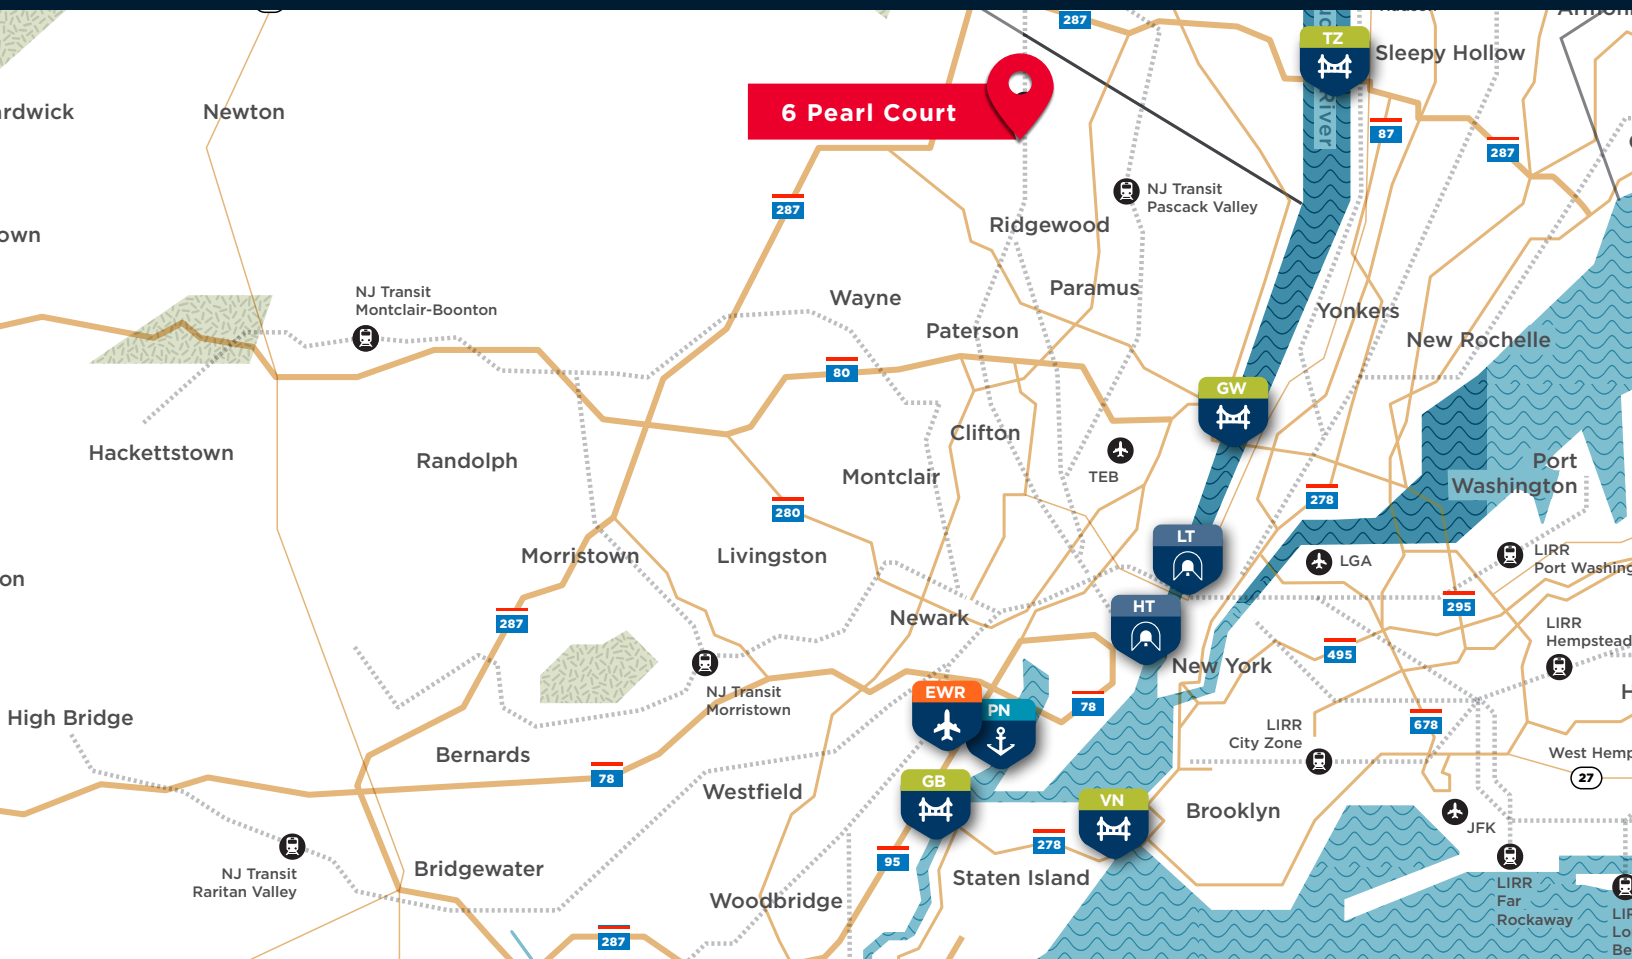 287
TZ
Sleepy Hollow
River
6 Pearl Court
Newton
87
287
NJ Transit
Pascack Valley
287
Ridgewood
NJ Transit
Montclair-Boonton
Wayne
Paramus
Yonkers
Paterson
New Rochelle
80
GW
Clifton
Hackettstown
Randolph
Montclair
TEB
Port
Washington
278
280
LT
Morristown
Livingston
LGA
LIRR
Port Washing
287
HT
295
Newark
LIRR
Hempstead
495
New York
NJ Transit
Morristown
EWR
PN
78
High Bridge
LIRR
City Zone
678
Bernards
West Hemp
78
27
Westfield
GB
VN
Brooklyn
JFK
278
95
Bridgewater
NJ Transit
Raritan Valley
Staten Island
LIRR
Far
Rockaway
Woodbridge
287